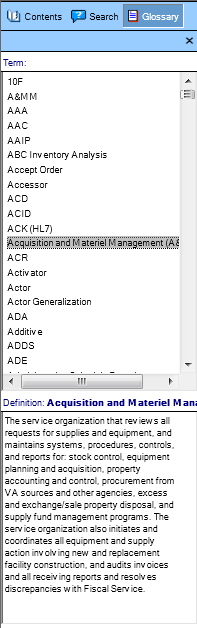 Contents Search Glossary
Term:
10F
A&MM
AAA
AAC
AAIP
ABC Inventory Analysis
Accept Order
Accessor
ACD
ACID
ACK (HL7)
Acquisition and Materiel Management (A&
ACR
Activator
Actor
Actor Generalization
ADA
Additive
ADDS
ADE
Definition: Acquisition and Materiel Mana
The service organization that reviews all
requests for supplies and equipment, and
maintains systems, procedures, controls,
and reports for: stock control, equipment
planning and acquisition, property
accounting and control, procurement from
VA sources and other agencies, excess
and exchange/sale property disposal, and
supply fund management programs. The
service organization also initiates and
coordinates all equipment and supply
action involving new and replacement
facility construction, and audits invoices
and all receiving reports and resolves
discrepancies with Fiscal Service.